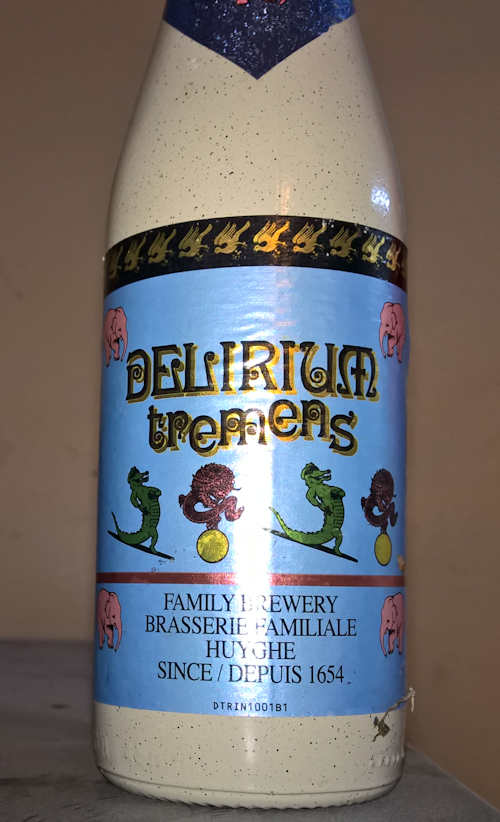 DELIRIUM
tremens
FAMILY BREWERY
BRASSERIE FAMILIALE
HUYGHE
SINCE / DEPUIS 1654
DTRIN1001B1